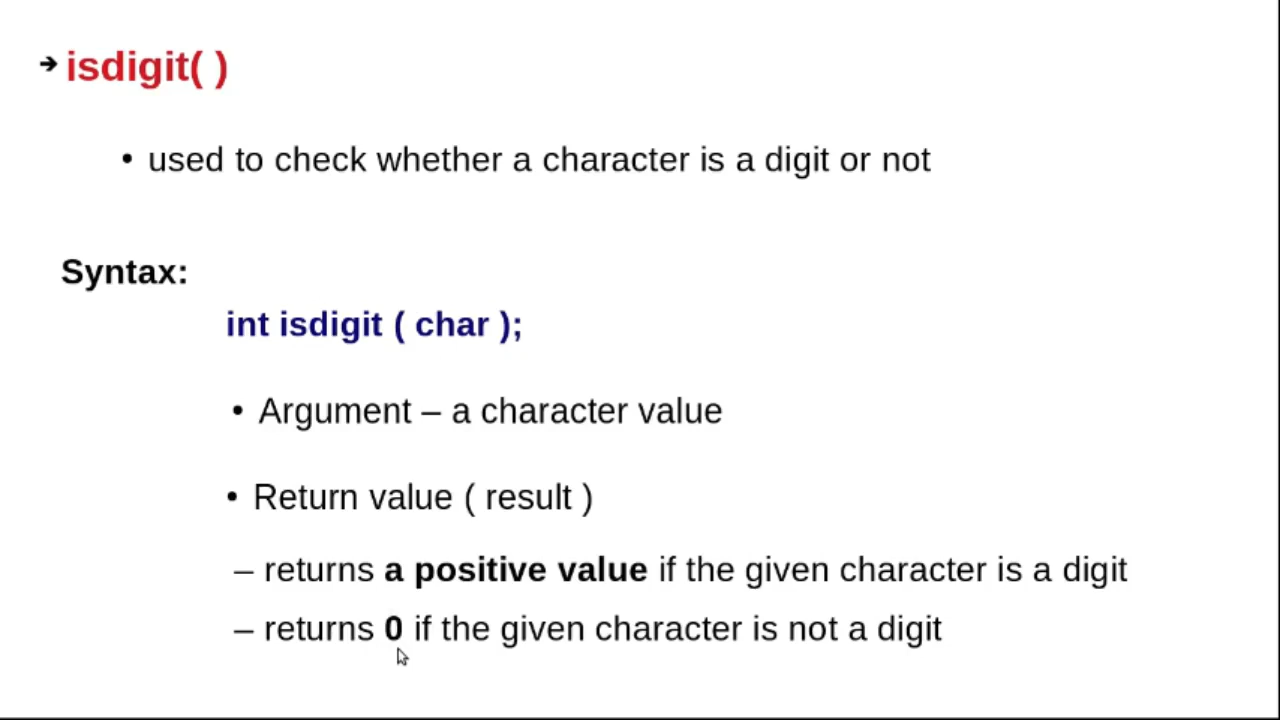 ➔ isdigit( )
• used to check whether a character is a digit or not
Syntax:
int isdigit ( char );
• Argument – a character value
• Return value ( result )
– returns a positive value if the given character is a digit
– returns 0 if the given character is not a digit